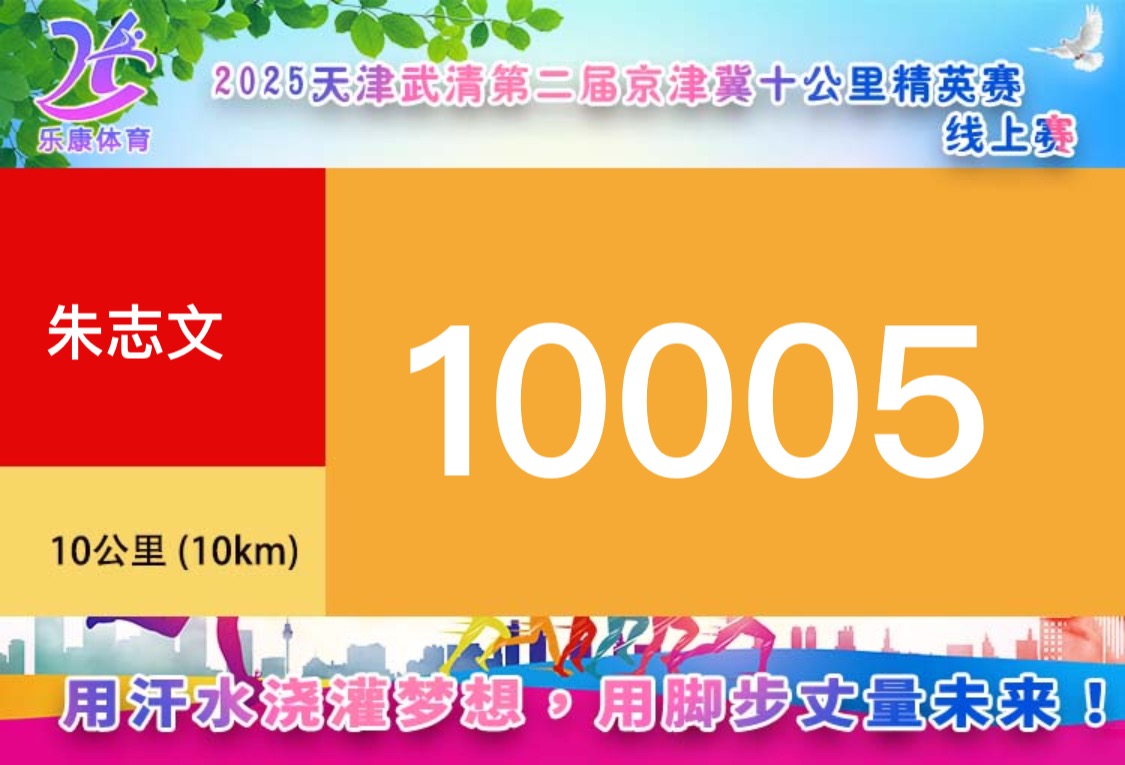 2025天津武清第二届京津冀十公里精英赛
线上赛
乐康体育
朱志文
10005
10公里 (10km)
用汗水浇灌梦想，用脚步丈量未来！